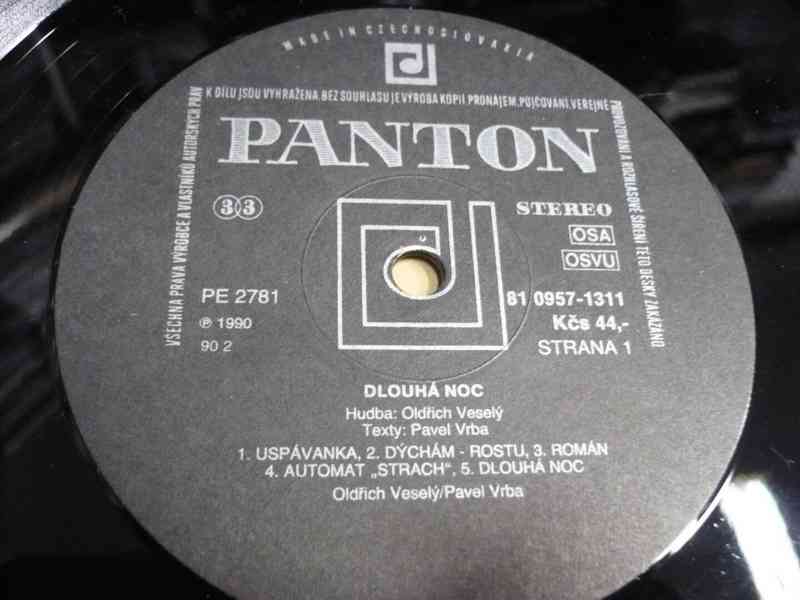 MADE IN CZECHOSLOVAKIA
VŠECHNA PRÁVA VÝROBCE A VLASTNÍKŮ AUTORSKÝCH PRÁV
K DÍLU JSOU VYHRAŽENA. BEZ SOUHLASU JE VÝROBA KOPIÍ, PRONÁJEM, PŮJČOVÁNÍ, VEŘEJNÉ
PROVOZOVÁNÍ A ROZHLASOVÉ ŠÍŘENÍ TÉTO DESKY ZAKÁZÁNO
PANTON
33
STEREO
OSA
OSVU
PE 2781
81 0957-1311
℗ 1990
Kčs 44,-
90 2
STRANA 1
DLOUHÁ NOC
Hudba: Oldřich Veselý
Texty: Pavel Vrba
1. USPÁVANKA, 2. DÝCHÁM - ROSTU, 3. ROMÁN
4. AUTOMAT „STRACH", 5. DLOUHÁ NOC
Oldřich Veselý/Pavel Vrba